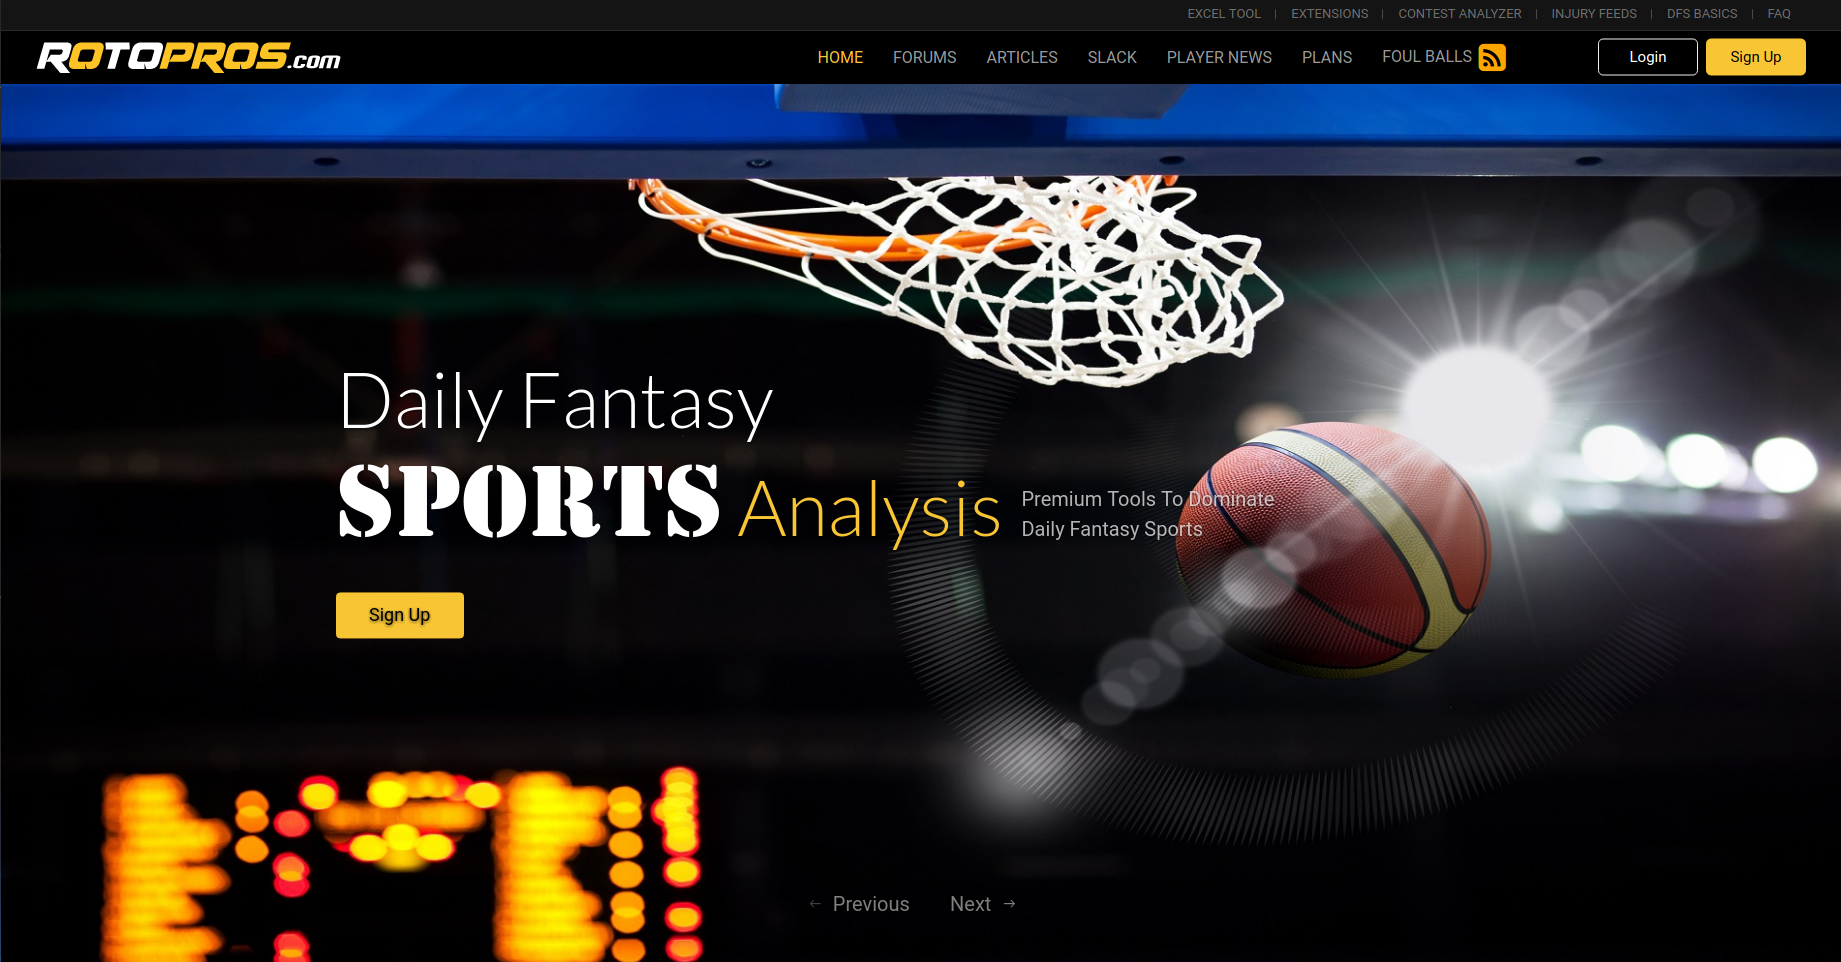 EXCEL TOOL | EXTENSIONS | CONTEST ANALYZER | INJURY FEEDS | DFS BASICS | FAQ
ROTOPROS.com HOME FORUMS ARTICLES SLACK PLAYER NEWS PLANS FOUL BALLS Login Sign Up
Daily Fantasy
SPORTS Analysis
Premium Tools To Dominate
Daily Fantasy Sports
Sign Up
← Previous Next →